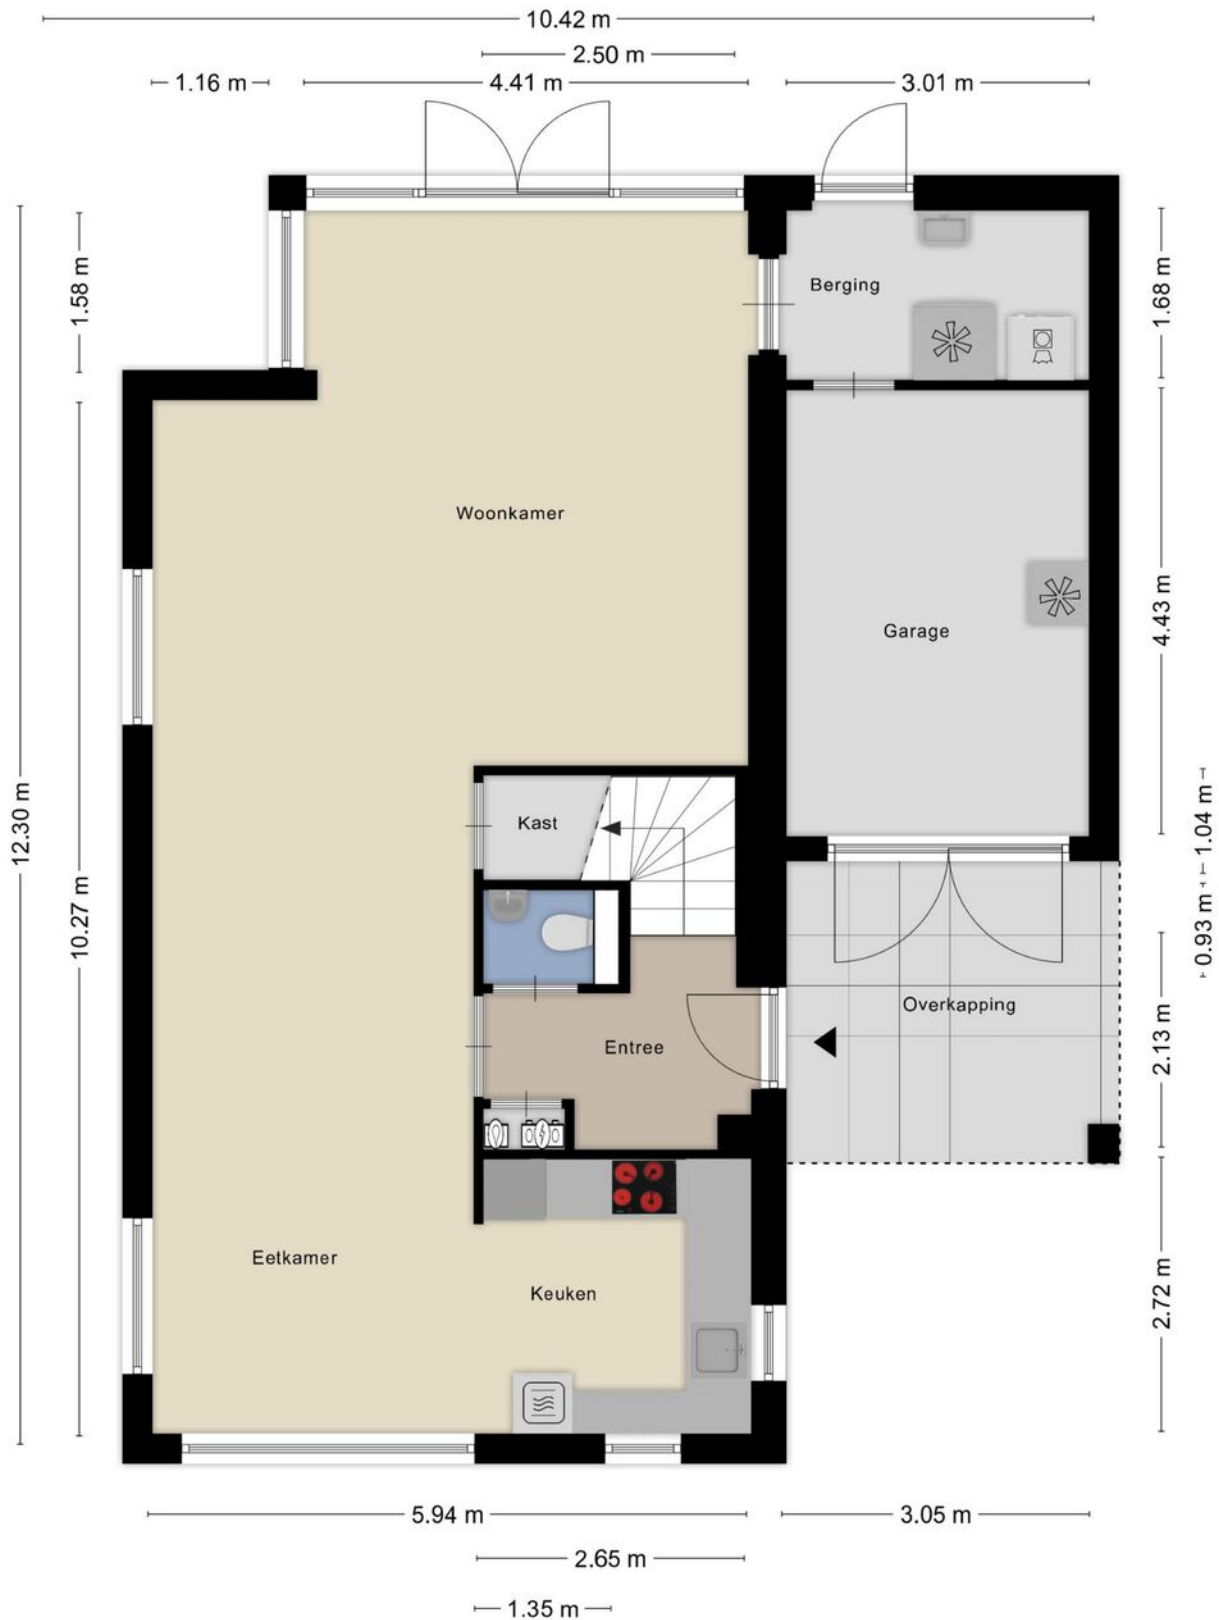 10.42 m
2.50 m
1.16 m
4.41 m
3.01 m
1.58 m
1.68 m
Berging
Woonkamer
4.43 m
Garage
12.30 m
1.04 m
Kast
10.27 m
0.93 m
Overkapping
Entree
2.13 m
Eetkamer
Keuken
2.72 m
5.94 m
3.05 m
2.65 m
1.35 m